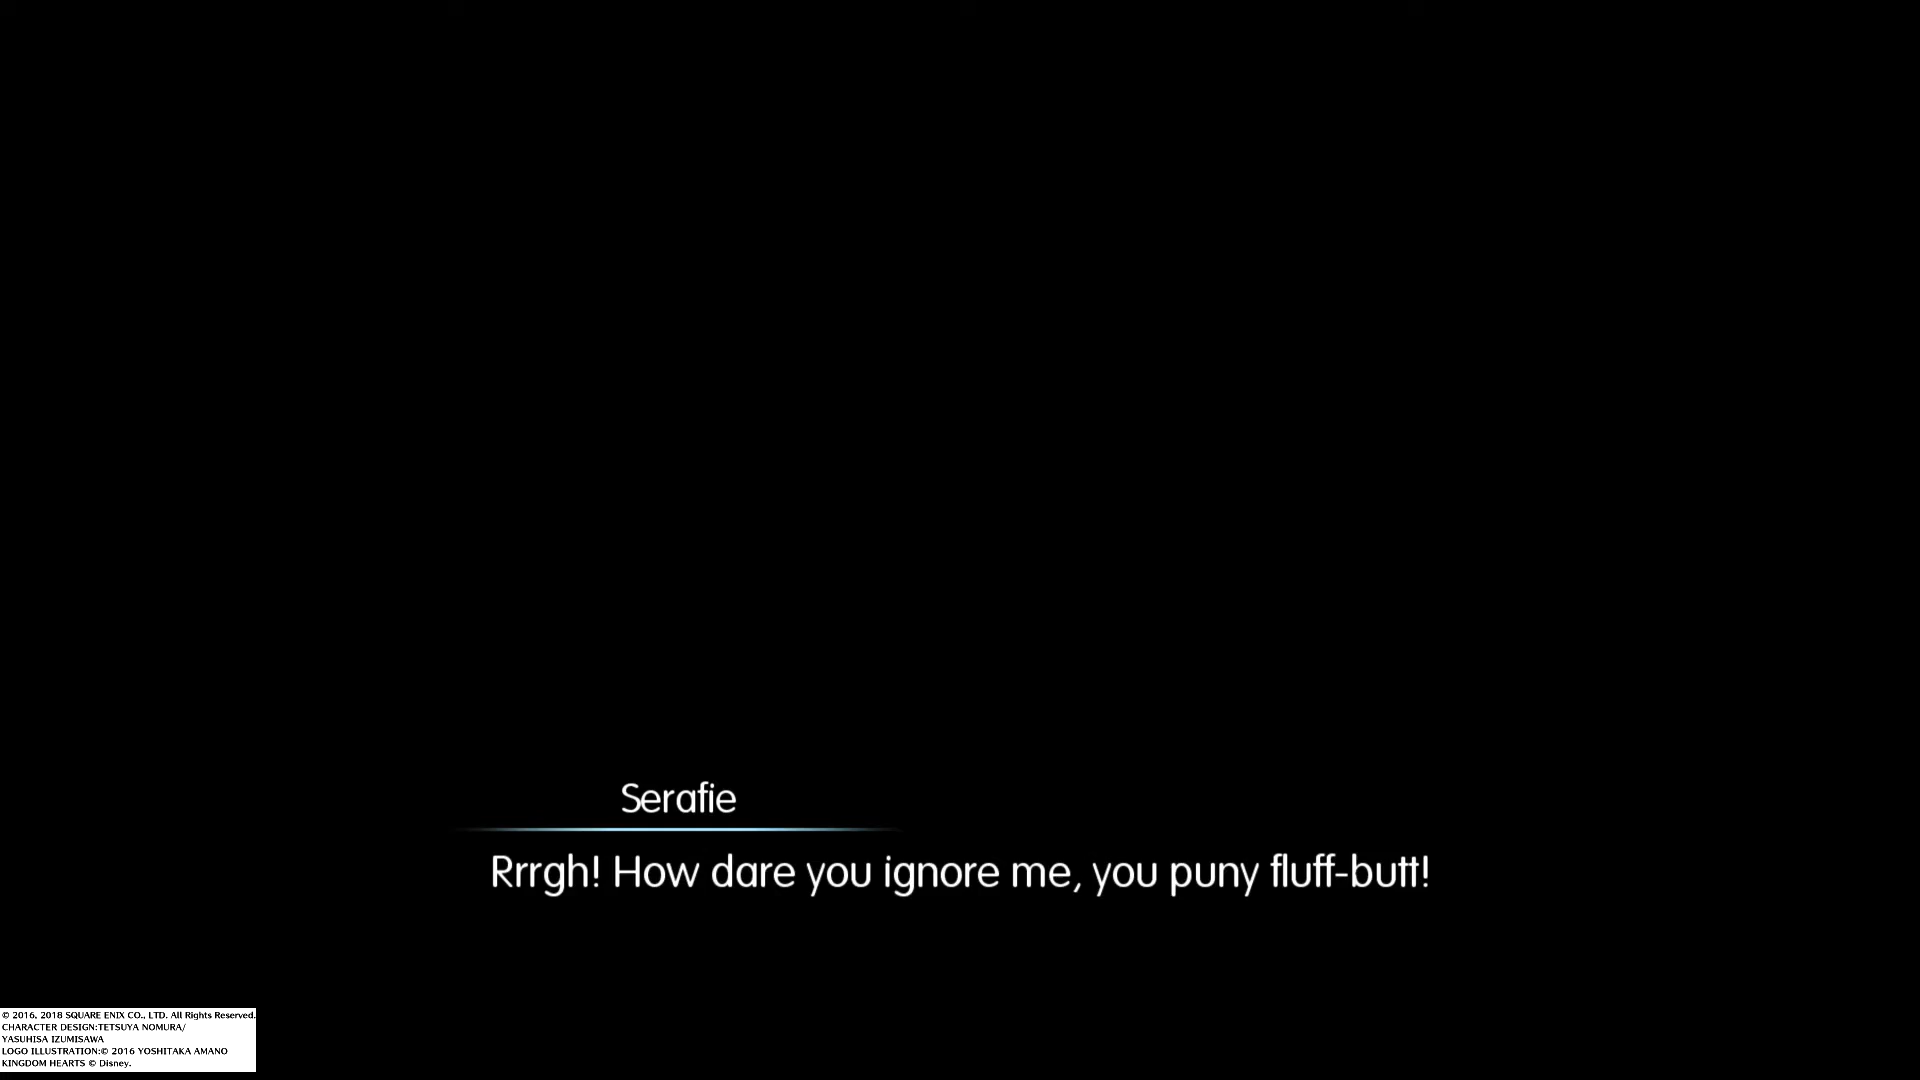 Serafie
Rrrgh! How dare you ignore me, you puny fluff-butt!
© 2016, 2018 SQUARE ENIX CO., LTD. All Rights Reserved.
CHARACTER DESIGN:TETSUYA NOMURA/
YASUHISA IZUMISAWA
LOGO ILLUSTRATION:© 2016 YOSHITAKA AMANO
KINGDOM HEARTS © Disney.